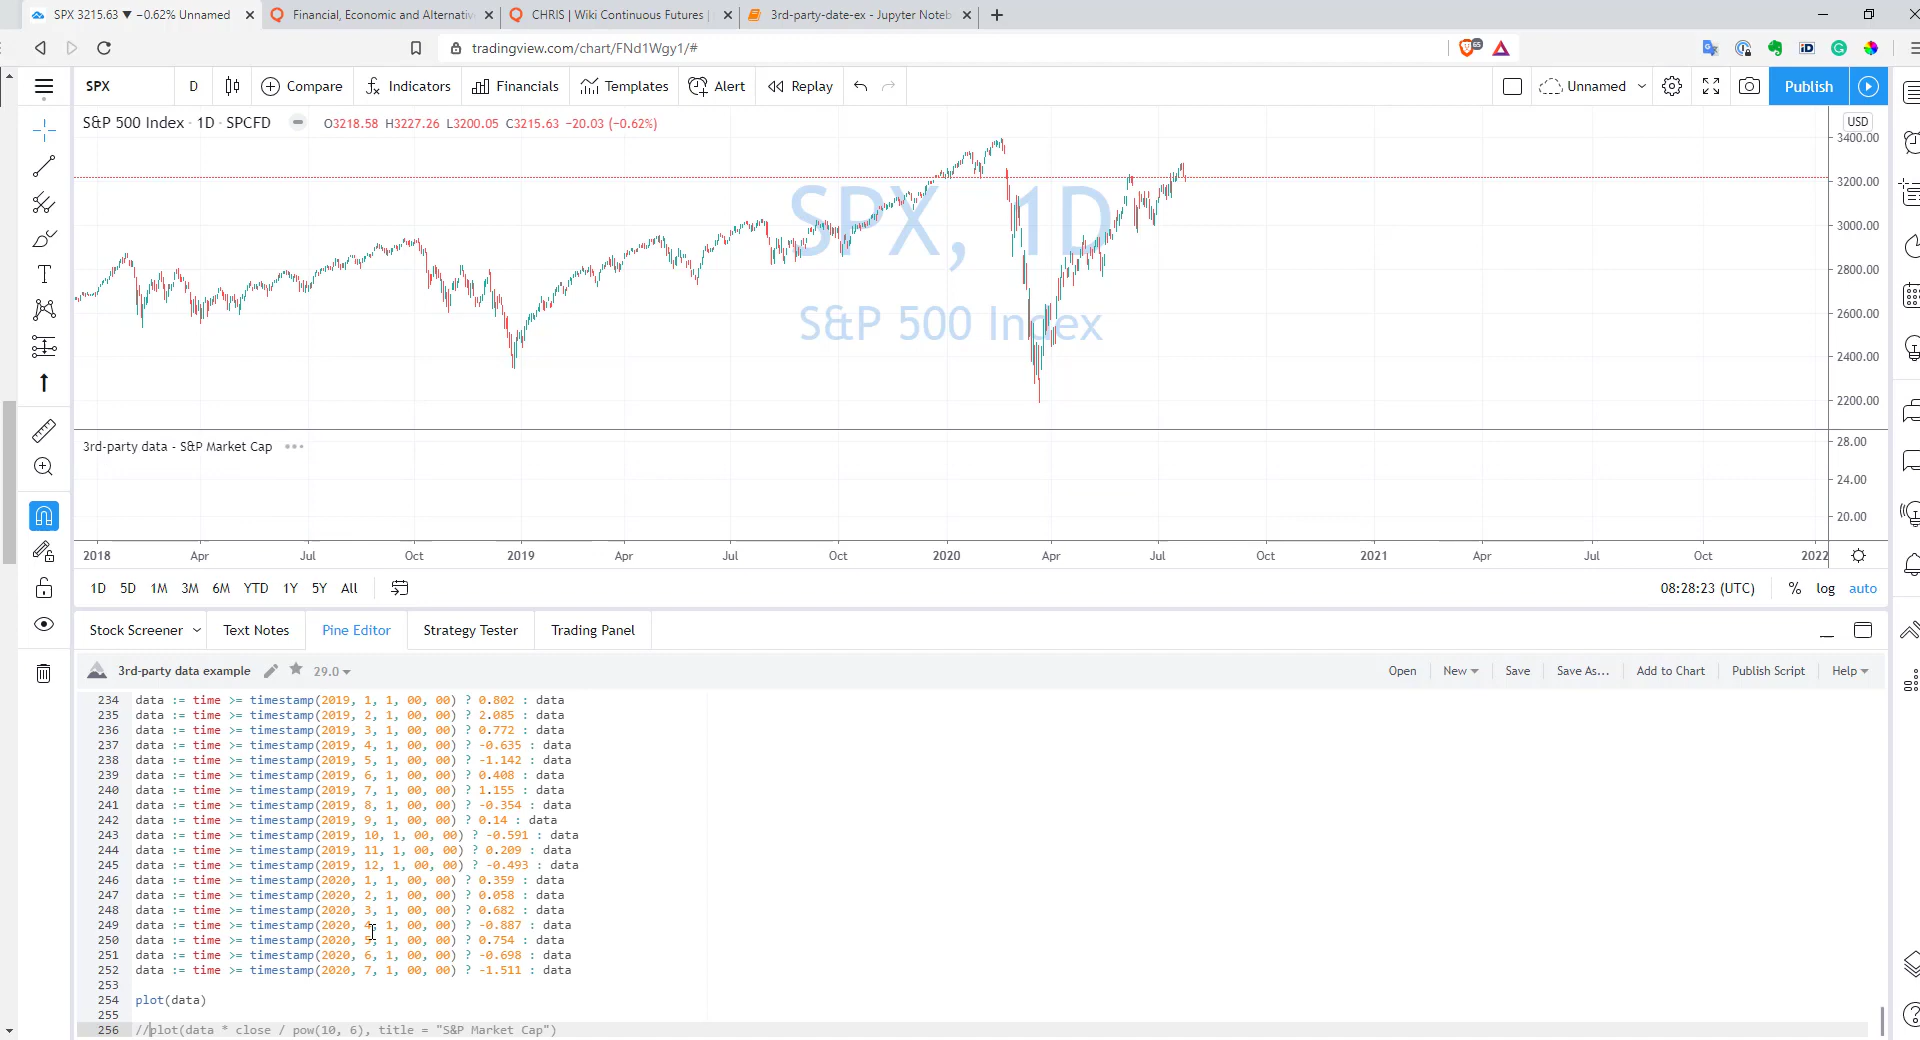 SPX 3215.63 ▼ −0.62% Unnamed
Financial, Economic and Alternativ
CHRIS | Wiki Continuous Futures |
3rd-party-date-ex - Jupyter Noteb
tradingview.com/chart/FNd1Wgy1/#
65
iD
SPX
D
Compare
Indicators
Financials
Templates
Alert
Replay
Unnamed
Publish
S&P 500 Index · 1D · SPCFD
O3218.58 H3227.26 L3200.05 C3215.63 −20.03 (−0.62%)
USD
3400.00
3200.00
3000.00
2800.00
2600.00
2400.00
2200.00
SPX, 1D
S&P 500 Index
3rd-party data - S&P Market Cap
28.00
24.00
20.00
2018 Apr Jul Oct 2019 Apr Jul Oct 2020 Apr Jul Oct 2021 Apr Jul Oct 2022
1D 5D 1M 3M 6M YTD 1Y 5Y All
08:28:23 (UTC) % log auto
Stock Screener
Text Notes
Pine Editor
Strategy Tester
Trading Panel
3rd-party data example
29.0
Open New Save Save As... Add to Chart Publish Script Help
234 data := time >= timestamp(2019, 1, 1, 00, 00) ? 0.802 : data
235 data := time >= timestamp(2019, 2, 1, 00, 00) ? 2.085 : data
236 data := time >= timestamp(2019, 3, 1, 00, 00) ? 0.772 : data
237 data := time >= timestamp(2019, 4, 1, 00, 00) ? -0.635 : data
238 data := time >= timestamp(2019, 5, 1, 00, 00) ? -1.142 : data
239 data := time >= timestamp(2019, 6, 1, 00, 00) ? 0.408 : data
240 data := time >= timestamp(2019, 7, 1, 00, 00) ? 1.155 : data
241 data := time >= timestamp(2019, 8, 1, 00, 00) ? -0.354 : data
242 data := time >= timestamp(2019, 9, 1, 00, 00) ? 0.14 : data
243 data := time >= timestamp(2019, 10, 1, 00, 00) ? -0.591 : data
244 data := time >= timestamp(2019, 11, 1, 00, 00) ? 0.209 : data
245 data := time >= timestamp(2019, 12, 1, 00, 00) ? -0.493 : data
246 data := time >= timestamp(2020, 1, 1, 00, 00) ? 0.359 : data
247 data := time >= timestamp(2020, 2, 1, 00, 00) ? 0.058 : data
248 data := time >= timestamp(2020, 3, 1, 00, 00) ? 0.682 : data
249 data := time >= timestamp(2020, 4, 1, 00, 00) ? -0.887 : data
250 data := time >= timestamp(2020, 5, 1, 00, 00) ? 0.754 : data
251 data := time >= timestamp(2020, 6, 1, 00, 00) ? -0.698 : data
252 data := time >= timestamp(2020, 7, 1, 00, 00) ? -1.511 : data
253
254 plot(data)
255
256 //plot(data * close / pow(10, 6), title = "S&P Market Cap")